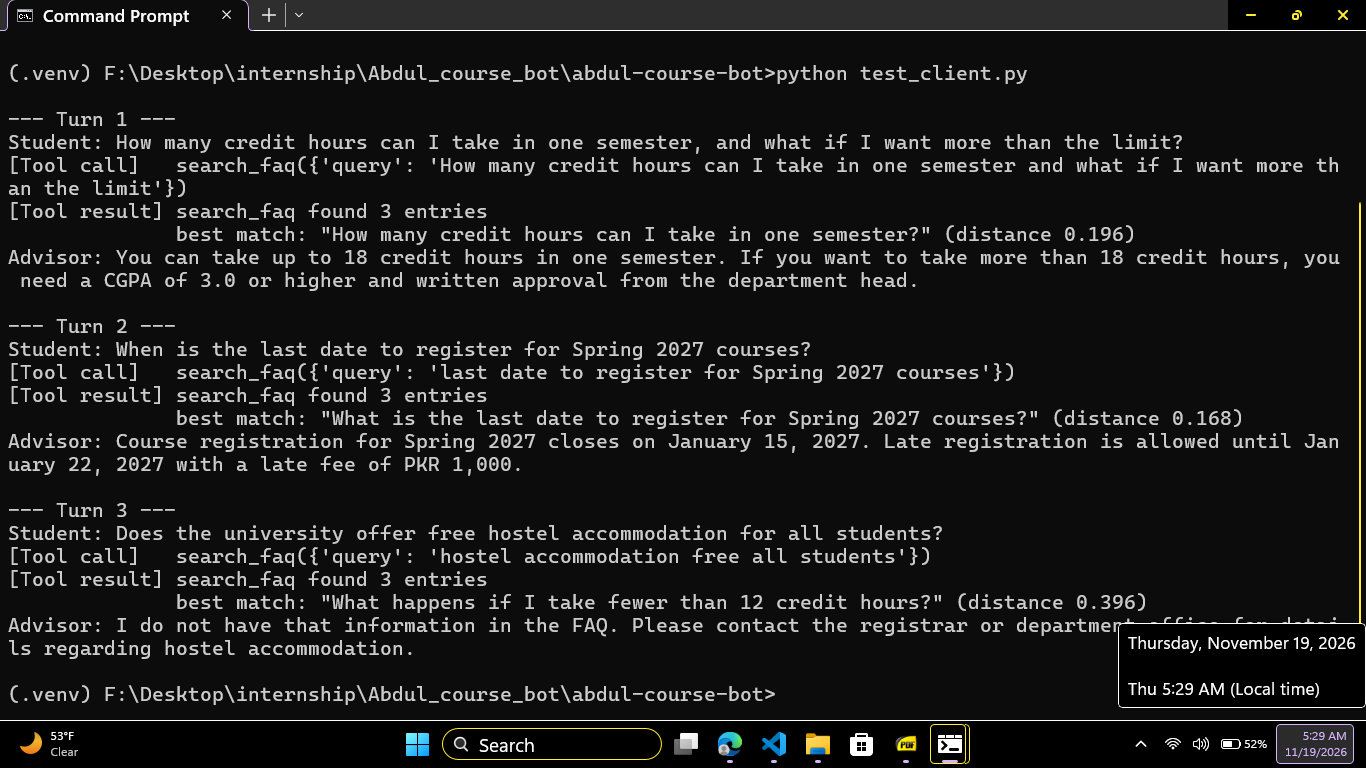 Command Prompt
(.venv) F:\Desktop\internship\Abdul_course_bot\abdul-course-bot>python test_client.py
--- Turn 1 ---
Student: How many credit hours can I take in one semester, and what if I want more than the limit?
[Tool call]   search_faq({'query': 'How many credit hours can I take in one semester and what if I want more th
an the limit'})
[Tool result] search_faq found 3 entries
              best match: "How many credit hours can I take in one semester?" (distance 0.196)
Advisor: You can take up to 18 credit hours in one semester. If you want to take more than 18 credit hours, you
 need a CGPA of 3.0 or higher and written approval from the department head.
--- Turn 2 ---
Student: When is the last date to register for Spring 2027 courses?
[Tool call]   search_faq({'query': 'last date to register for Spring 2027 courses'})
[Tool result] search_faq found 3 entries
              best match: "What is the last date to register for Spring 2027 courses?" (distance 0.168)
Advisor: Course registration for Spring 2027 closes on January 15, 2027. Late registration is allowed until Jan
uary 22, 2027 with a late fee of PKR 1,000.
--- Turn 3 ---
Student: Does the university offer free hostel accommodation for all students?
[Tool call]   search_faq({'query': 'hostel accommodation free all students'})
[Tool result] search_faq found 3 entries
              best match: "What happens if I take fewer than 12 credit hours?" (distance 0.396)
Advisor: I do not have that information in the FAQ. Please contact the registrar or department
ls regarding hostel accommodation.
Thursday, November 19, 2026
Thu 5:29 AM (Local time)
(.venv) F:\Desktop\internship\Abdul_course_bot\abdul-course-bot>
53°F
Clear
Search
PDF
52%
5:29 AM
11/19/2026